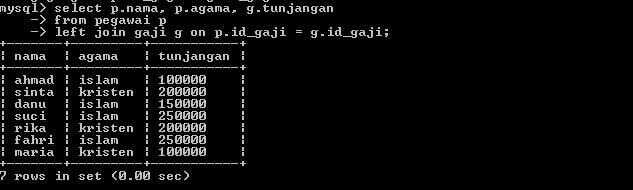 mysql> select p.nama, p.agama, g.tunjangan
    -> from pegawai p
    -> left join gaji g on p.id_gaji = g.id_gaji;
+--------+---------+-----------+
| nama   | agama   | tunjangan |
+--------+---------+-----------+
| ahmad  | islam   | 100000    |
| sinta  | kristen | 200000    |
| danu   | islam   | 150000    |
| suci   | islam   | 250000    |
| rika   | kristen | 200000    |
| fahri  | islam   | 250000    |
| maria  | kristen | 100000    |
+--------+---------+-----------+
7 rows in set (0.00 sec)